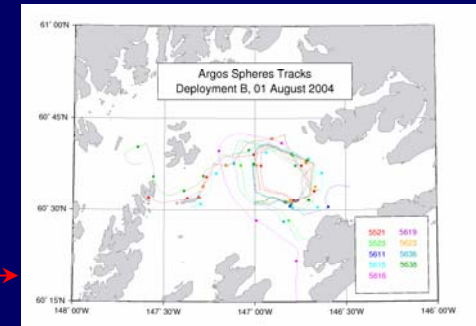 61° 00'N
Argos Spheres Tracks
Deployment B, 01 August 2004
60° 45'N
60° 30'N
5521 5619
5523 5623
5611 5636
5615 5638
5616
60° 15'N
148° 00'W 147° 30'W 147° 00'W 146° 30'W 146° 00'W